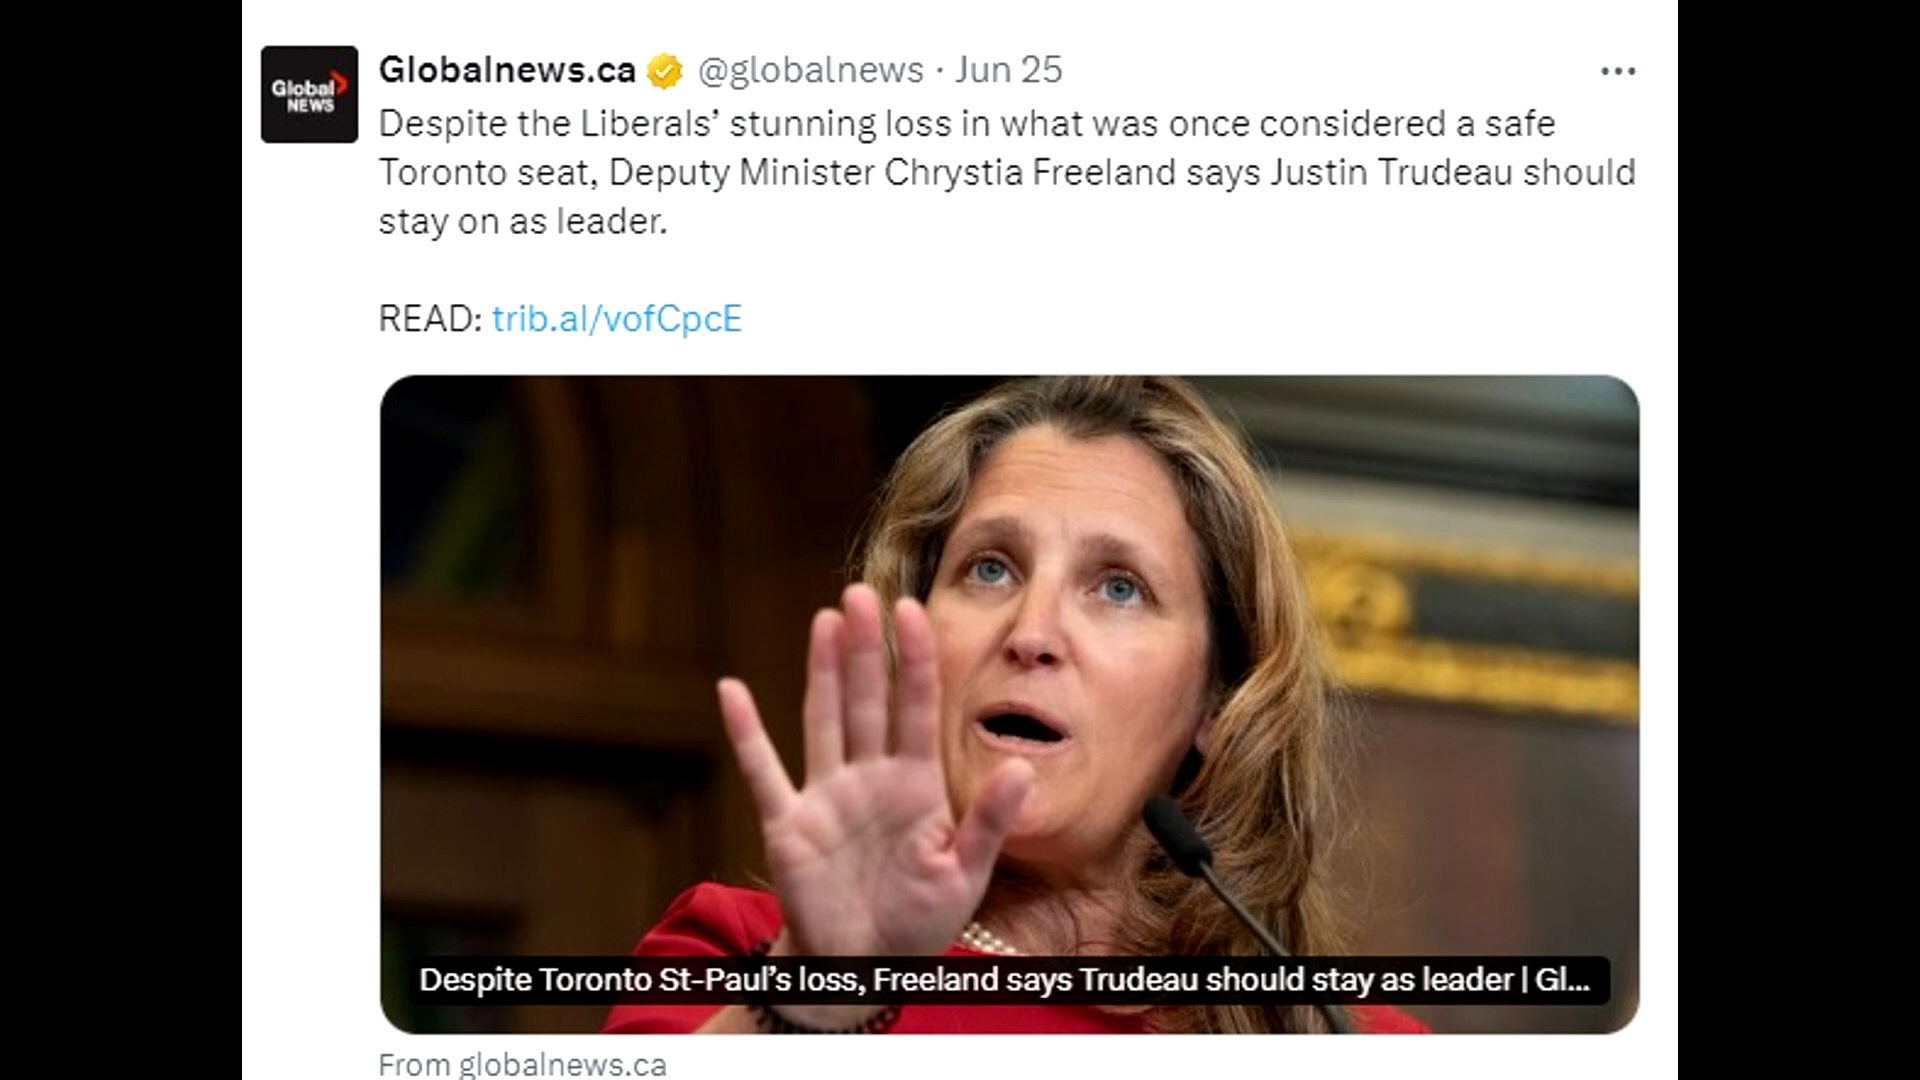 Global NEWS
Globalnews.ca @globalnews · Jun 25
Despite the Liberals’ stunning loss in what was once considered a safe
Toronto seat, Deputy Minister Chrystia Freeland says Justin Trudeau should
stay on as leader.
READ: trib.al/vofCpcE
Despite Toronto St-Paul’s loss, Freeland says Trudeau should stay as leader | Gl...
From globalnews.ca